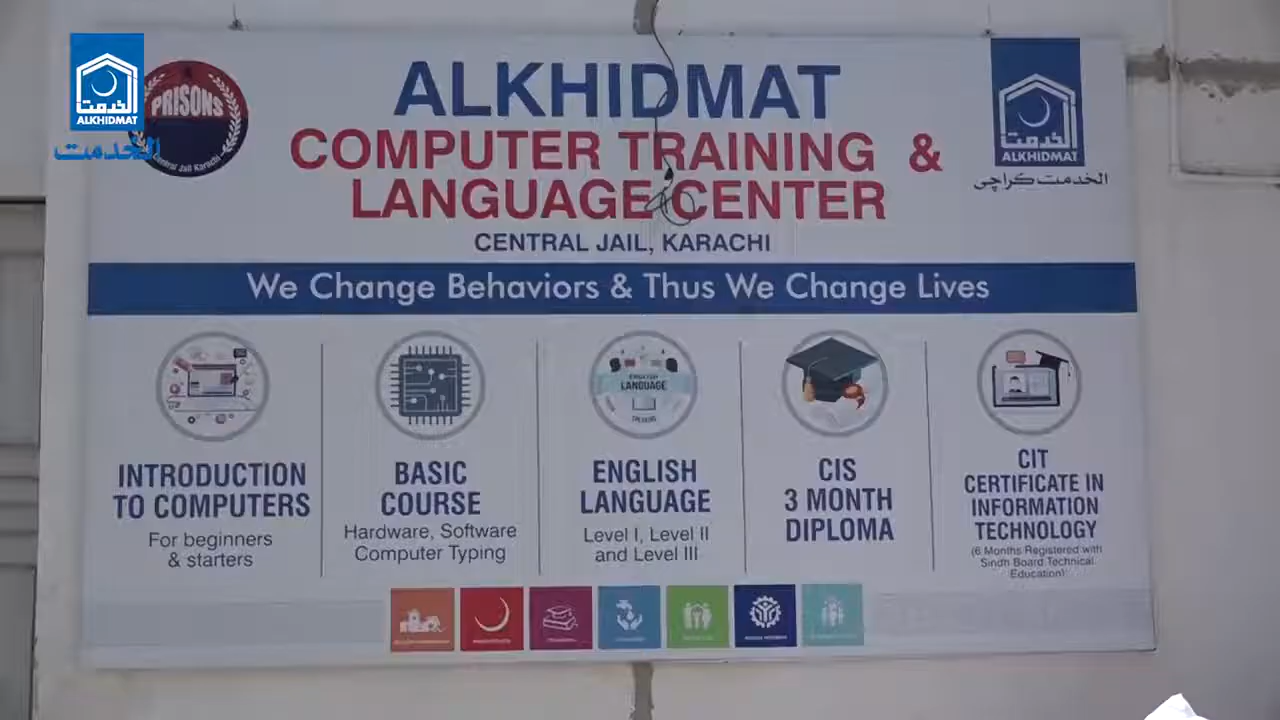 الخدمت
ALKHIDMAT
الخدمت
PRISONS
Central Jail Karachi
ALKHIDMAT
COMPUTER TRAINING &
LANGUAGE CENTER
CENTRAL JAIL, KARACHI
الخدمت
ALKHIDMAT
الخدمت کراچی
We Change Behaviors & Thus We Change Lives
INTRODUCTION
TO COMPUTERS
For beginners
& starters
BASIC
COURSE
Hardware, Software
Computer Typing
ENGLISH
LANGUAGE
ENGLISH
LANGUAGE
Level I, Level II
and Level III
CIS
3 MONTH
DIPLOMA
CIT
CERTIFICATE IN
INFORMATION
TECHNOLOGY
(6 Months Registered with
Sindh Board Technical
Education)